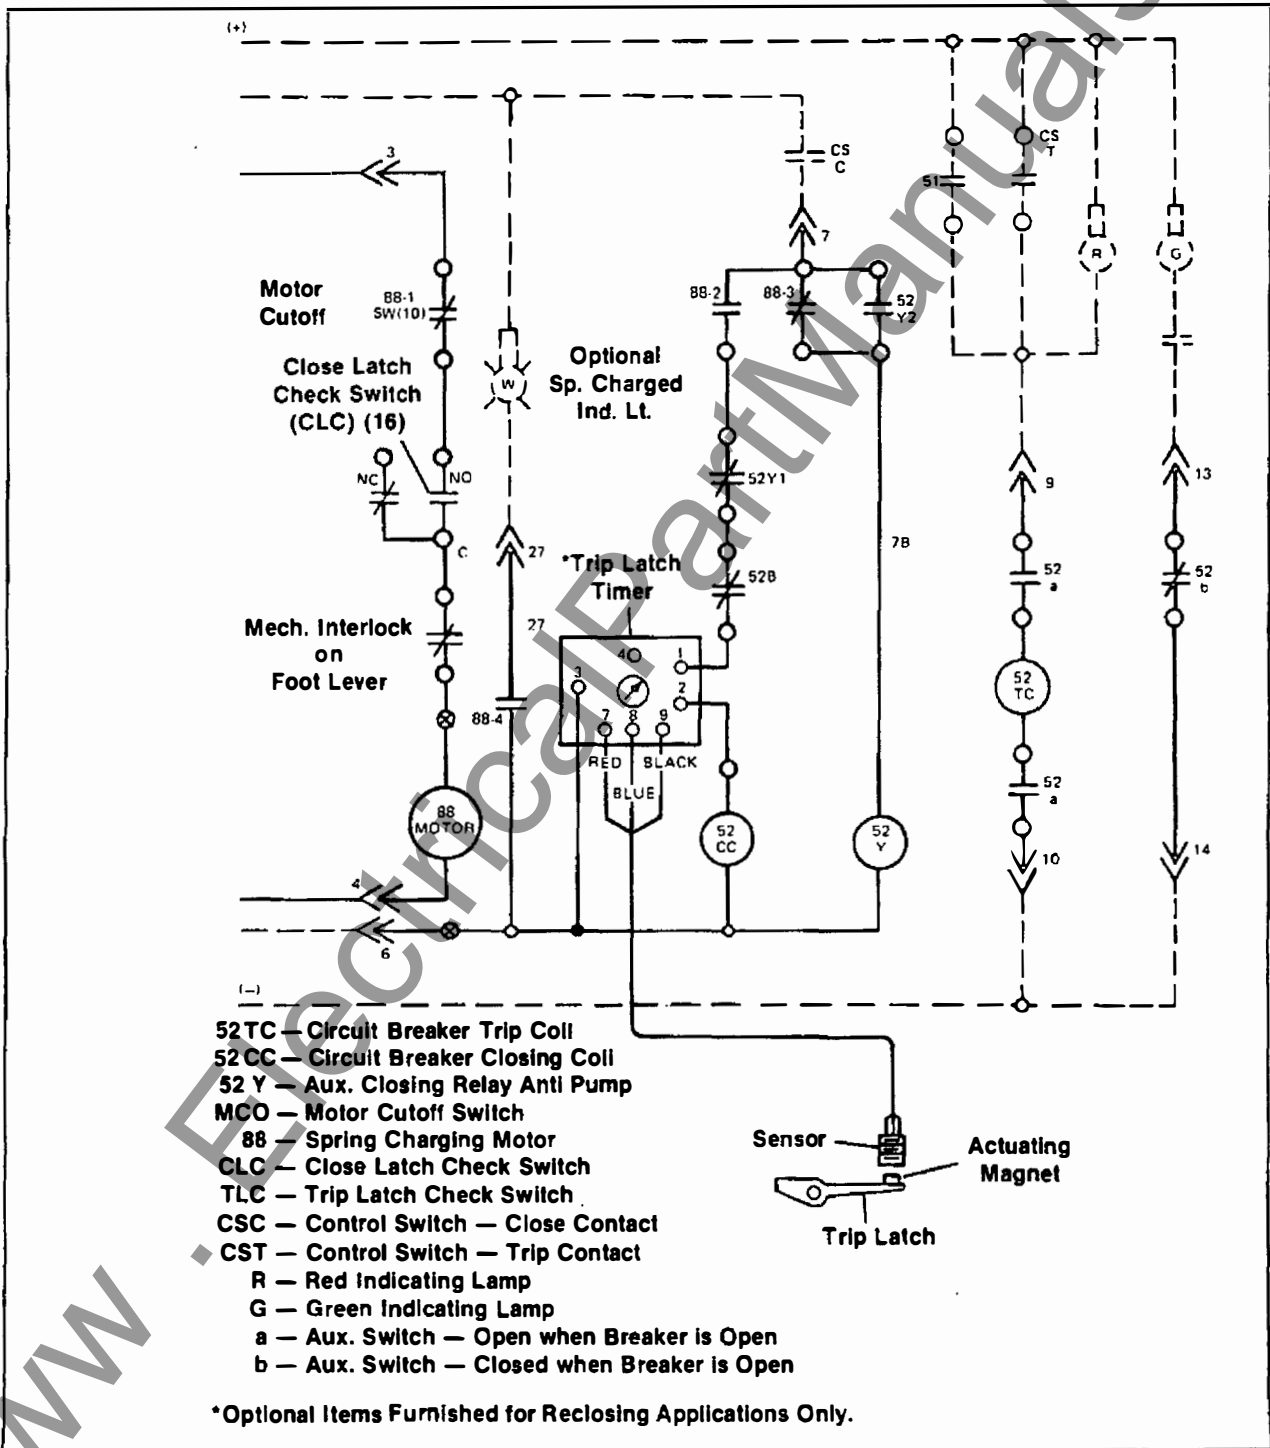 (+)
3
CS
C
CS
T
51
7
R
G
Motor
Cutoff
88-1
SW(10)
88-2
88-3
52
Y2
Close Latch
Check Switch
(CLC) (16)
W
Optional
Sp. Charged
Ind. Lt.
NC
NO
52Y1
9
13
C
27
7B
*Trip Latch
Timer
52B
52
a
52
b
27
Mech. Interlock
on
Foot Lever
4
1
3
2
52
TC
88-4
7
8
9
RED
BLACK
BLUE
52
a
88
MOTOR
52
CC
52
Y
10
14
4
6
(—)
52TC — Circuit Breaker Trip Coil
52CC — Circuit Breaker Closing Coil
52 Y — Aux. Closing Relay Anti Pump
MCO — Motor Cutoff Switch
88 — Spring Charging Motor
CLC — Close Latch Check Switch
TLC — Trip Latch Check Switch
CSC — Control Switch — Close Contact
CST — Control Switch — Trip Contact
R — Red Indicating Lamp
G — Green Indicating Lamp
a — Aux. Switch — Open when Breaker is Open
b — Aux. Switch — Closed when Breaker is Open
Sensor
Actuating
Magnet
Trip Latch
*Optional Items Furnished for Reclosing Applications Only.
ww . ElectricalPartManuals